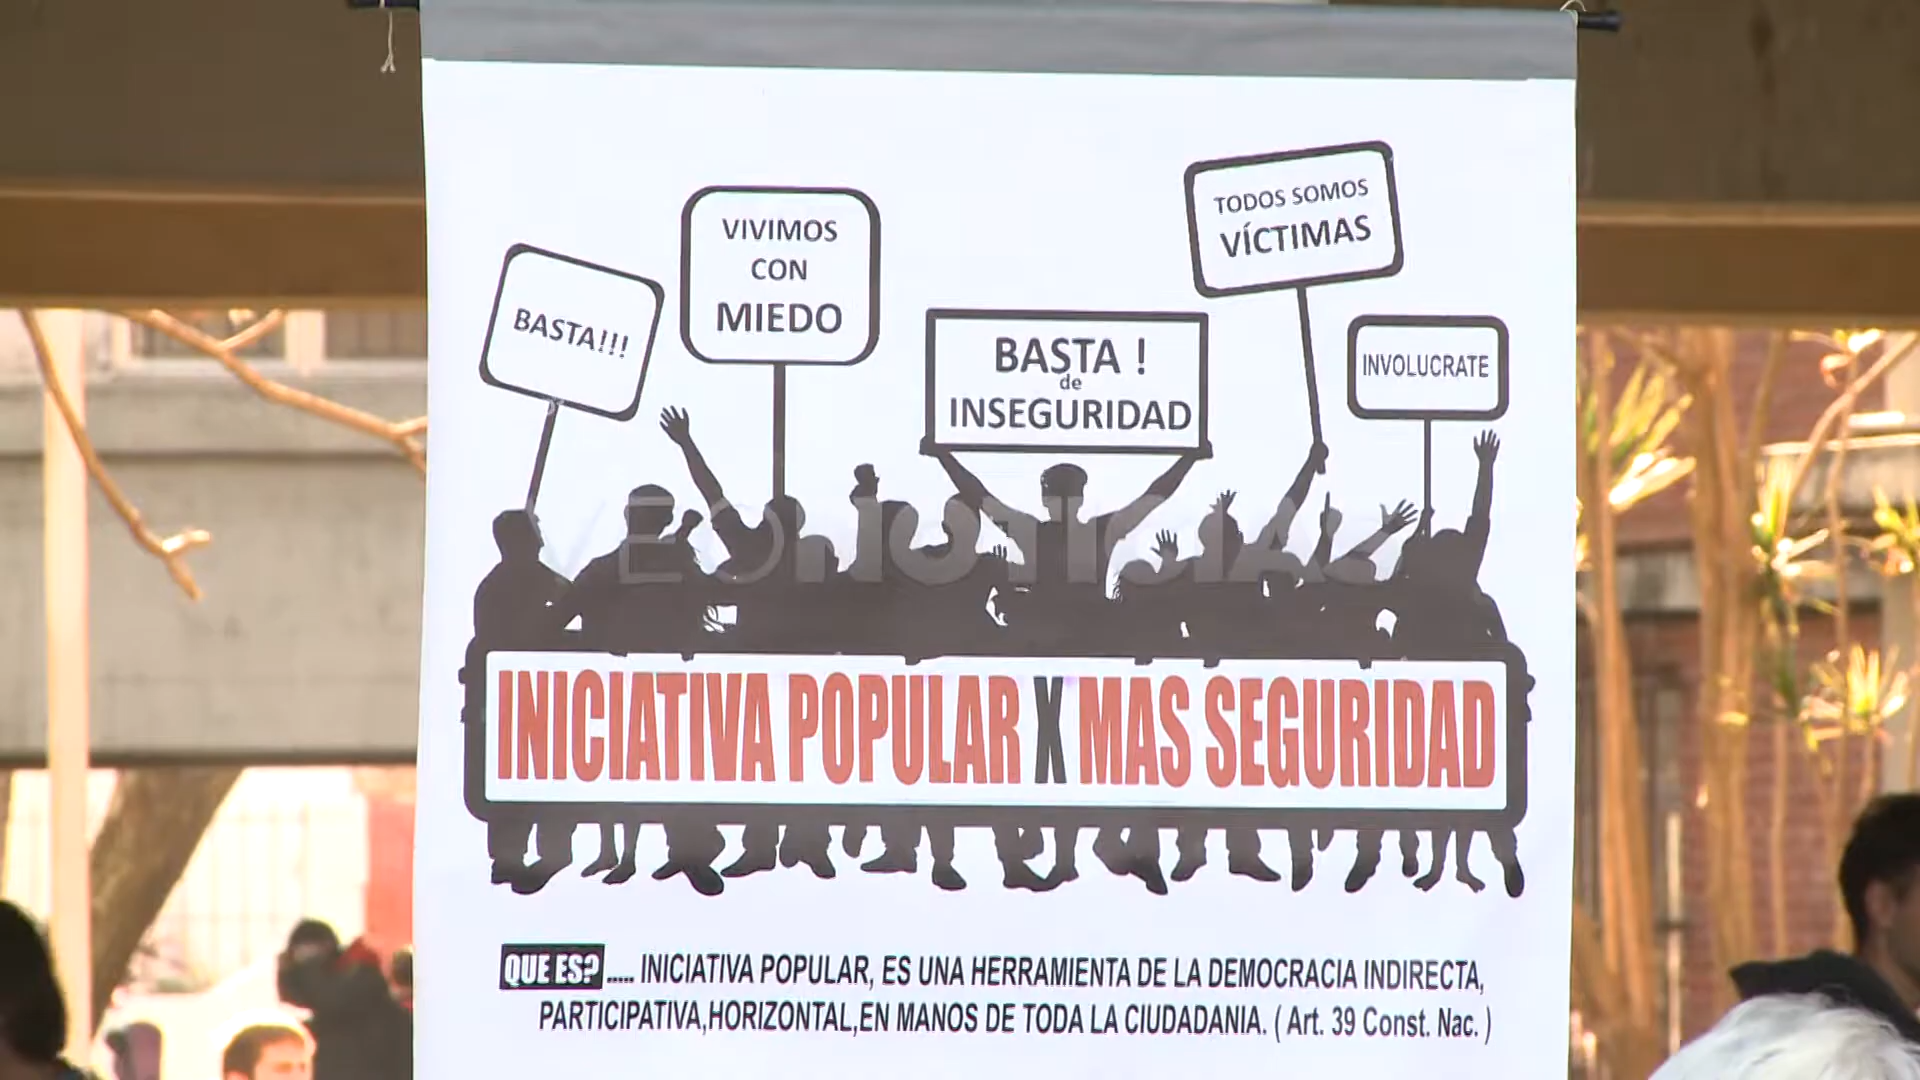 BASTA!!!
VIVIMOS
CON
MIEDO
BASTA !
de
INSEGURIDAD
TODOS SOMOS
VÍCTIMAS
INVOLUCRATE
VEONOTICIAS
INICIATIVA POPULAR X MAS SEGURIDAD
QUE ES? ..... INICIATIVA POPULAR, ES UNA HERRAMIENTA DE LA DEMOCRACIA INDIRECTA,
PARTICIPATIVA,HORIZONTAL,EN MANOS DE TODA LA CIUDADANIA. ( Art. 39 Const. Nac. )